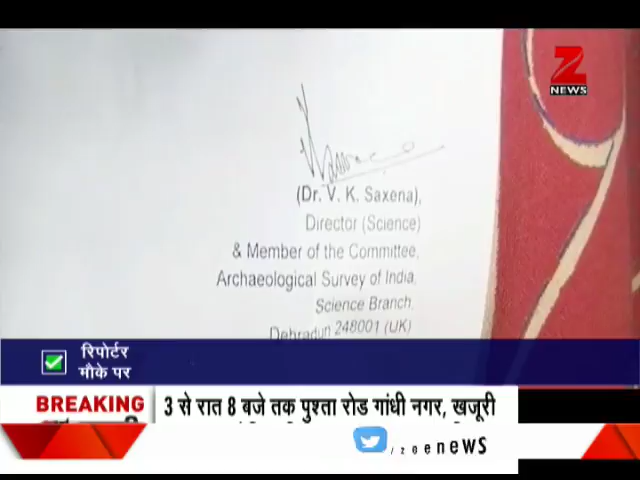 Z
NEWS
(Dr. V. K. Saxena),
Director (Science)
& Member of the Committee,
Archaeological Survey of India,
Science Branch,
Dehradun 248001 (UK)
रिपोर्टर
मौके पर
BREAKING
3 से रात 8 बजे तक पुश्ता रोड गांधी नगर, खजूरी
/zeenews